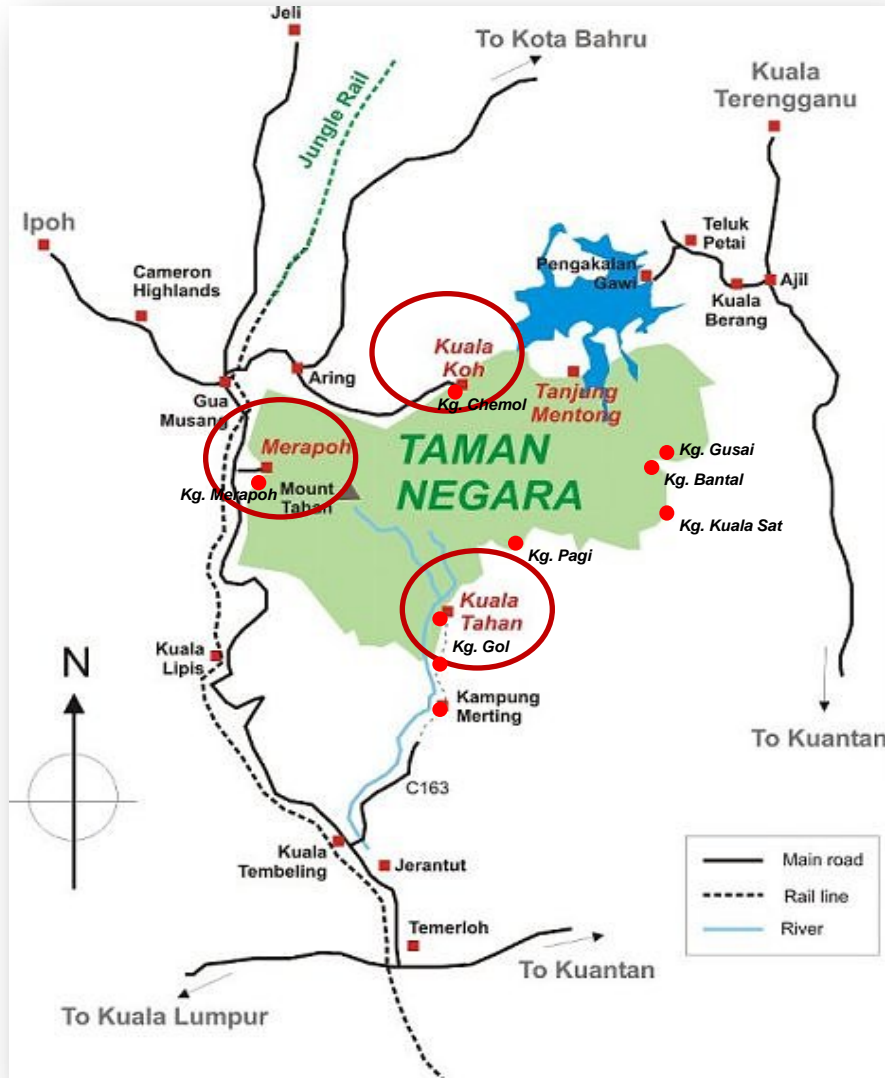 Jeli
To Kota Bahru
Kuala
Terengganu
Jungle Rail
Ipoh
Teluk
Petai
Cameron
Highlands
Pengakalan
Gawi
Ajil
Kuala
Berang
Kuala
Koh
Aring
Tanjung
Mentong
Gua
Musang
Kg. Chemol
Merapoh
TAMAN
NEGARA
Kg. Gusai
Kg. Bantal
Kg. Merapoh
Mount
Tahan
Kg. Kuala Sat
Kg. Pagi
Kuala
Tahan
Kg. Gol
Kuala
Lipis
N
Kampung
Merting
To Kuantan
C163
Kuala
Tembeling
Jerantut
Main road
Rail line
River
Temerloh
To Kuantan
To Kuala Lumpur